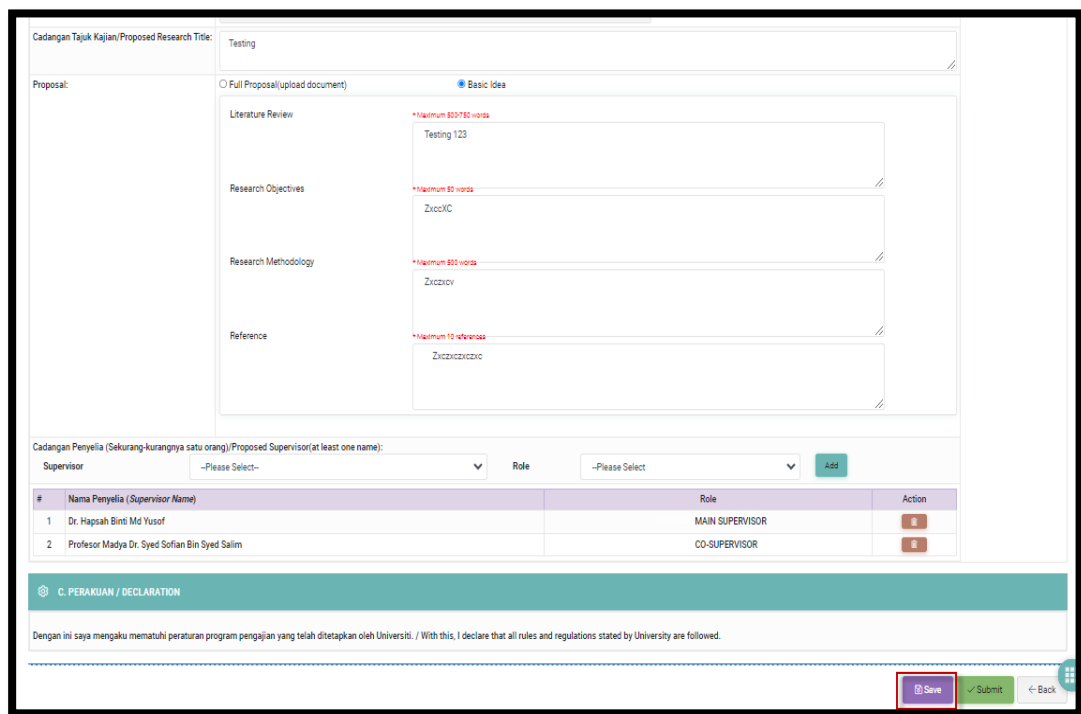 Cadangan Tajuk Kajian/Proposed Research Title:
Testing
Proposal:
Full Proposal(upload document)
Basic Idea
Literature Review
* Maximum 500-750 words
Testing 123
Research Objectives
* Maximum 50 words
ZxccXC
Research Methodology
* Maximum 500 words
Zxczxcv
Reference
* Maximum 10 references
Zxczxczxczxc
Cadangan Penyelia (Sekurang-kurangnya satu orang)/Proposed Supervisor(at least one name):
Supervisor --Please Select-- Role --Please Select Add
# Nama Penyelia (Supervisor Name) Role Action
1 Dr. Hapsah Binti Md Yusof MAIN SUPERVISOR
2 Profesor Madya Dr. Syed Sofian Bin Syed Salim CO-SUPERVISOR
C. PERAKUAN / DECLARATION
Dengan ini saya mengaku mematuhi peraturan program pengajian yang telah ditetapkan oleh Universiti. / With this, I declare that all rules and regulations stated by University are followed.
Save Submit Back